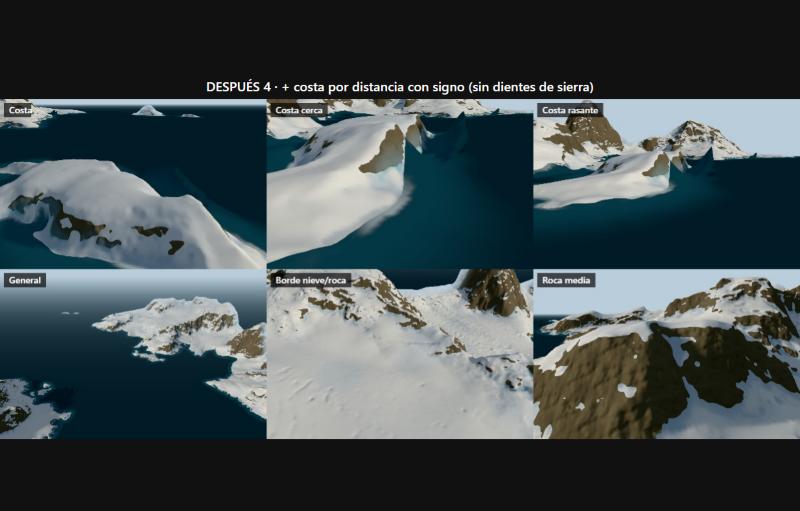 DESPUÉS 4 · + costa por distancia con signo (sin dientes de sierra)
Costa
Costa cerca
Costa rasante
General
Borde nieve/roca
Roca media